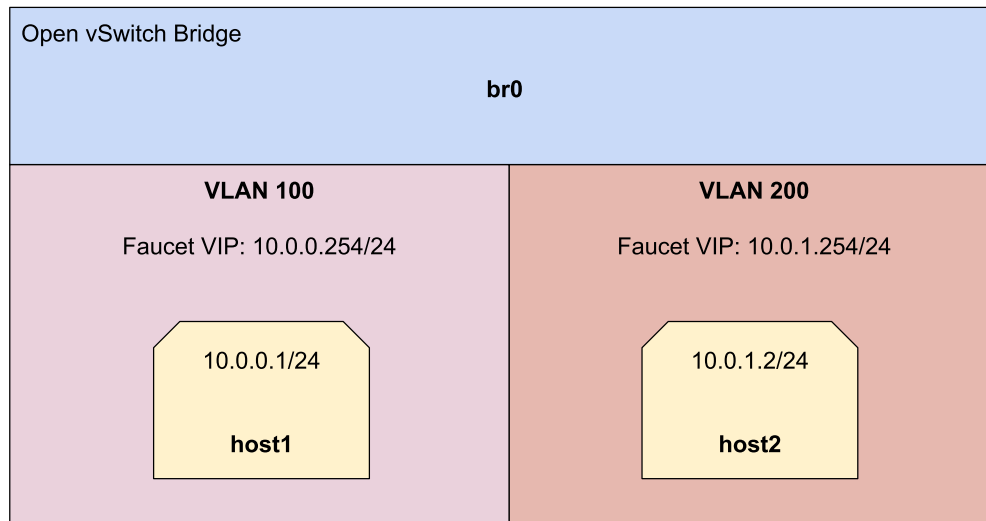 Open vSwitch Bridge
br0
VLAN 100
Faucet VIP: 10.0.0.254/24
10.0.0.1/24
host1
VLAN 200
Faucet VIP: 10.0.1.254/24
10.0.1.2/24
host2